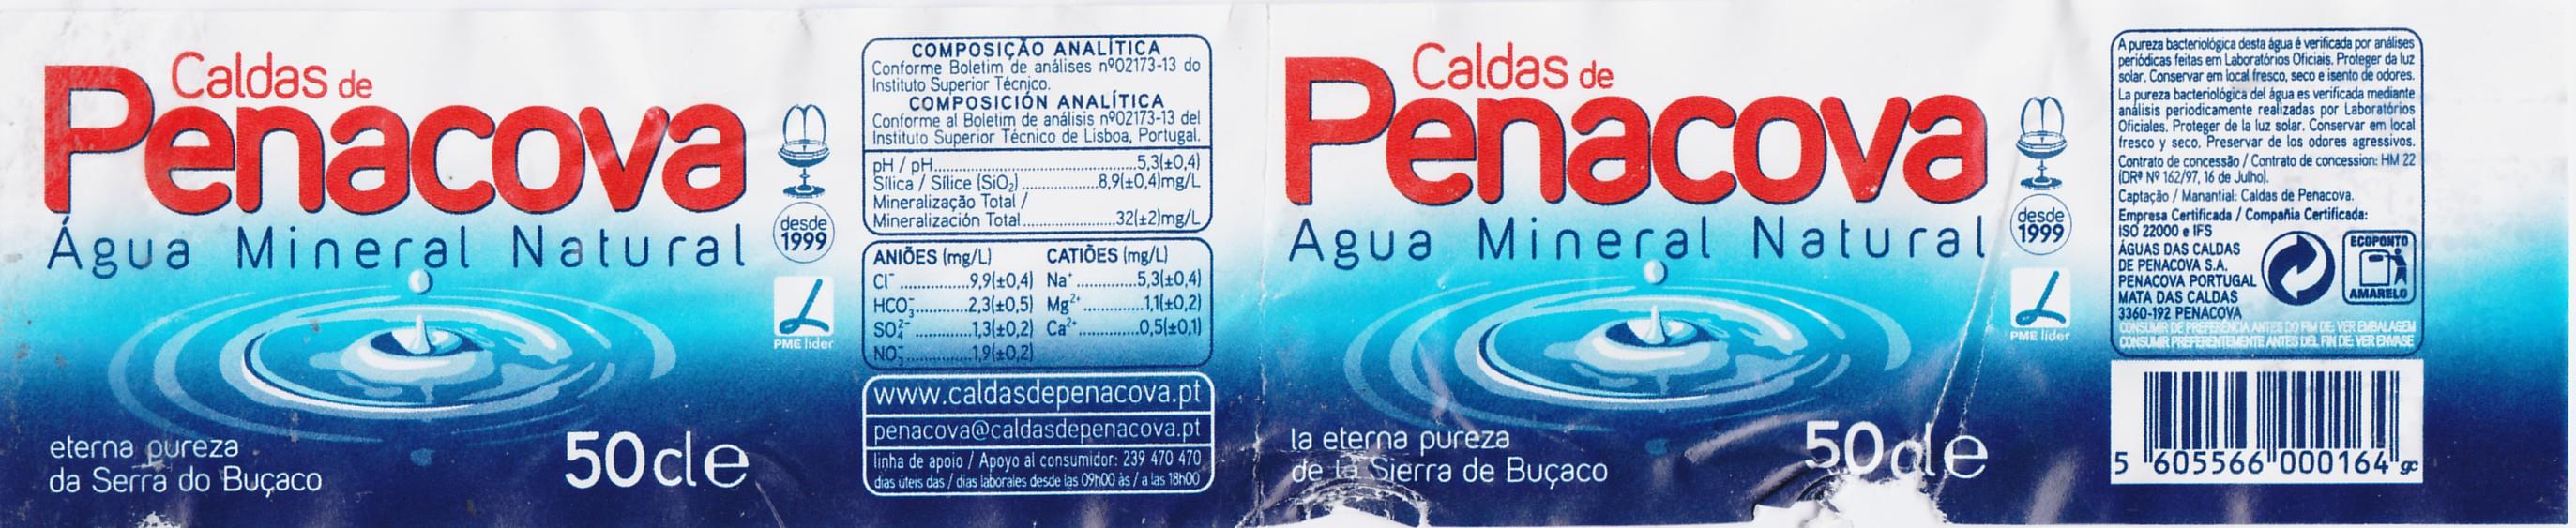 Caldas de
Penacova
Água Mineral Natural
eterna pureza
da Serra do Buçaco
50cl e
desde
1999
PME líder
COMPOSIÇÃO ANALÍTICA
Conforme Boletim de análises nº02173-13 do
Instituto Superior Técnico.
COMPOSICIÓN ANALÍTICA
Conforme al Boletim de análisis nº02173-13 del
Instituto Superior Técnico de Lisboa, Portugal.
pH / pH..................................5,3(±0,4)
Sílica / Sílice (SiO₂) .............8,9(±0,4)mg/L
Mineralização Total /
Mineralización Total ................32(±2)mg/L
ANIÕES (mg/L) CATIÕES (mg/L)
Cl⁻ ..............9,9(±0,4) Na⁺ .............5,3(±0,4)
HCO₃⁻...........2,3(±0,5) Mg²⁺ .............1,1(±0,2)
SO₄²⁻ ............1,3(±0,2) Ca²⁺ .............0,5(±0,1)
NO₃⁻ ..............1,9(±0,2)
www.caldasdepenacova.pt
penacova@caldasdepenacova.pt
linha de apoio / Apoyo al consumidor: 239 470 470
dias úteis das / dias laborales desde las 09h00 às / a las 18h00
Caldas de
Penacova
Agua Mineral Natural
la eterna pureza
de la Sierra de Buçaco
50cl e
desde
1999
PME líder
A pureza bacteriológica desta água é verificada por análises
periódicas feitas em Laboratórios Oficiais. Proteger da luz
solar. Conservar em local fresco, seco e isento de odores.
La pureza bacteriológica del água es verificada mediante
análisis periodicamente realizadas por Laboratórios
Oficiales. Proteger de la luz solar. Conservar em local
fresco y seco. Preservar de los odores agressivos.
Contrato de concessão / Contrato de concession: HM 22
(DRª Nº 162/97, 16 de Julho).
Captação / Manantial: Caldas de Penacova.
Empresa Certificada / Compañia Certificada:
ISO 22000 e IFS
ÁGUAS DAS CALDAS
DE PENACOVA S.A.
PENACOVA PORTUGAL
MATA DAS CALDAS
3360-192 PENACOVA
ECOPONTO
AMARELO
CONSUMIR DE PREFERÊNCIA ANTES DO FIM DE: VER EMBALAGEM
CONSUMIR PREFERENTEMENTE ANTES DEL FIN DE: VER ENVASE
5 605566 000164 gc